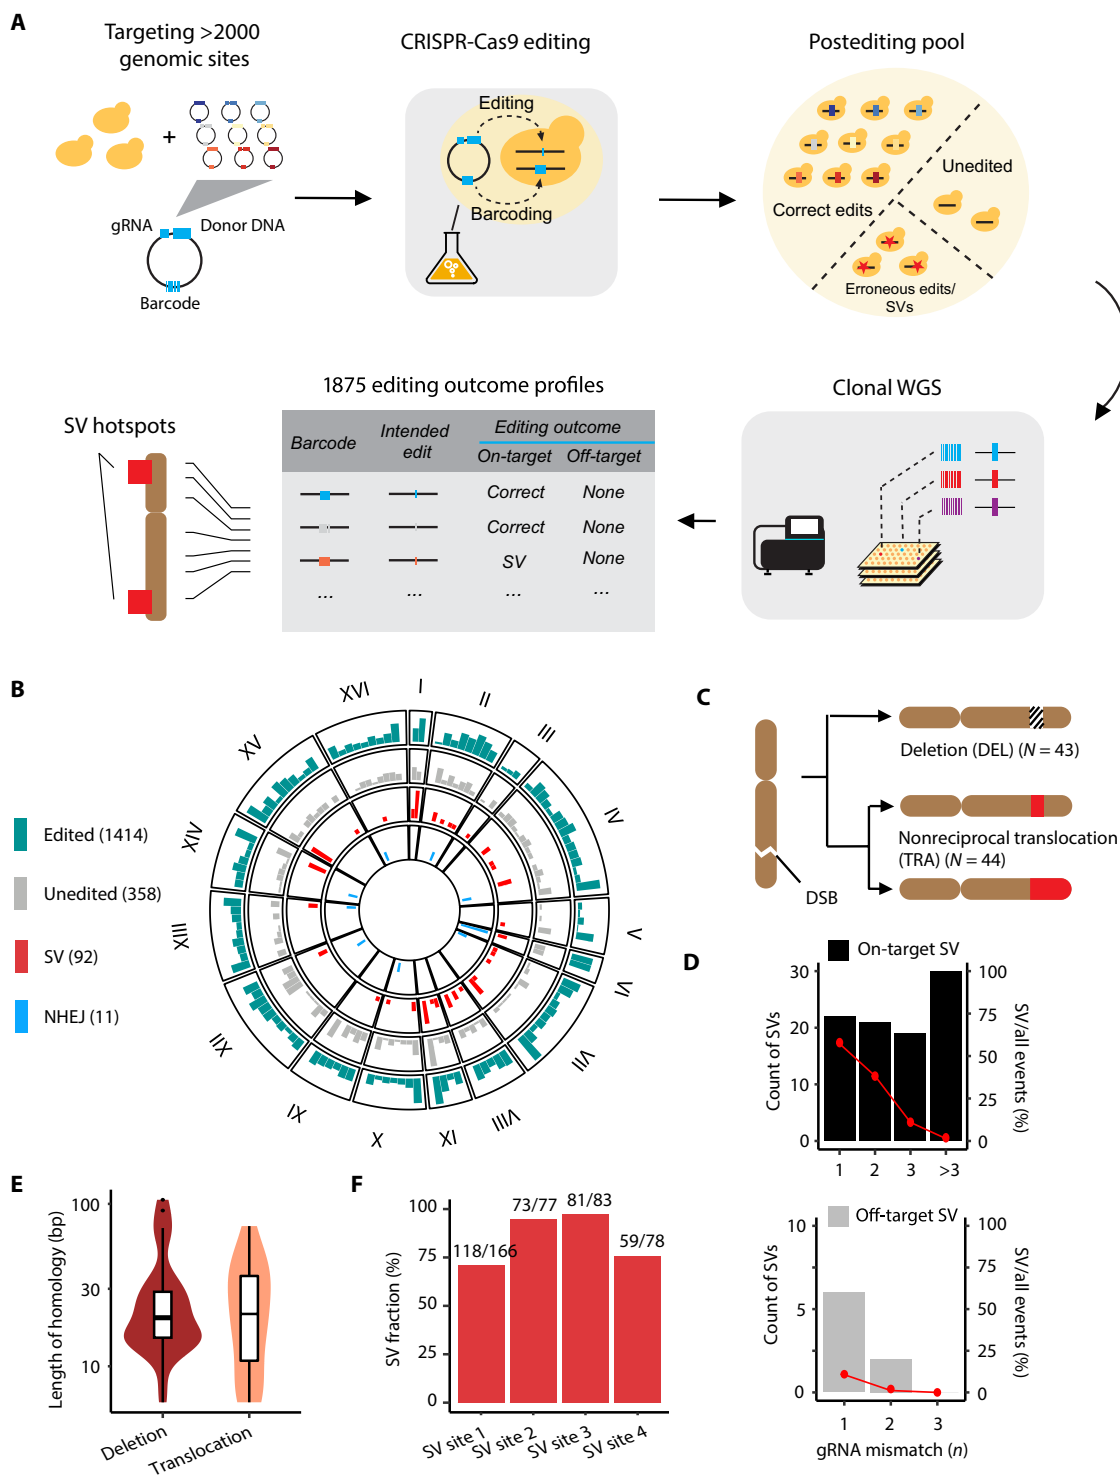 A
Targeting >2000
genomic sites
CRISPR-Cas9 editing
Postediting pool
+
gRNA
Donor DNA
Barcode
Editing
Barcoding
Unedited
Correct edits
Erroneous edits/
SVs
SV hotspots
1875 editing outcome profiles
Clonal WGS
Barcode
Intended
edit
Editing outcome
On-target
Off-target
Correct
None
Correct
None
SV
None
...
...
...
...
B
I
II
III
IV
V
VI
VII
VIII
IX
X
XI
XII
XIII
XIV
XV
XVI
Edited (1414)
Unedited (358)
SV (92)
NHEJ (11)
C
Deletion (DEL) (N = 43)
Nonreciprocal translocation
(TRA) (N = 44)
DSB
D
On-target SV
Count of SVs
30
20
10
0
SV/all
events (%)
100
75
50
25
0
1
2
3
>3
Off-target SV
Count of SVs
10
5
0
SV/all
events (%)
100
75
50
25
0
1
2
3
gRNA mismatch (n)
E
Length of homology (bp)
100
30
10
Deletion
Translocation
F
SV fraction (%)
100
75
50
25
0
118/166
73/77
81/83
59/78
SV site 1
SV site 2
SV site 3
SV site 4